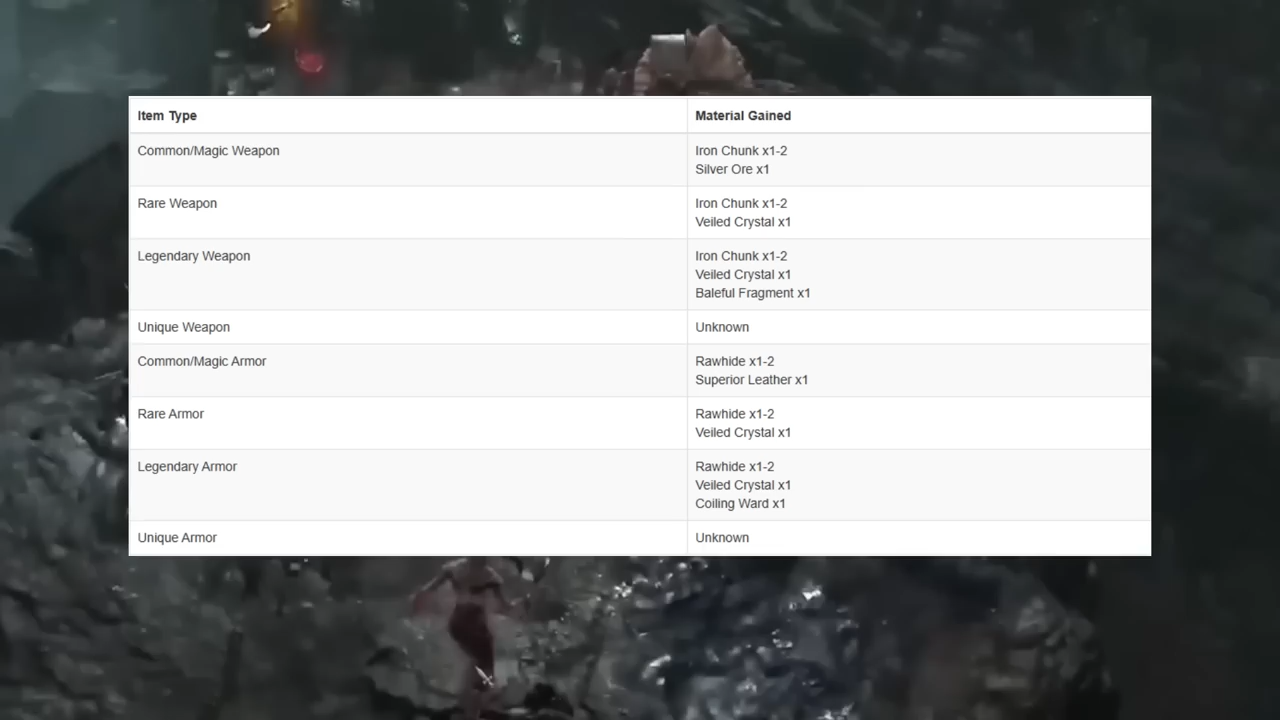 Item Type Material Gained
Common/Magic Weapon Iron Chunk x1-2
Silver Ore x1
Rare Weapon Iron Chunk x1-2
Veiled Crystal x1
Legendary Weapon Iron Chunk x1-2
Veiled Crystal x1
Baleful Fragment x1
Unique Weapon Unknown
Common/Magic Armor Rawhide x1-2
Superior Leather x1
Rare Armor Rawhide x1-2
Veiled Crystal x1
Legendary Armor Rawhide x1-2
Veiled Crystal x1
Coiling Ward x1
Unique Armor Unknown